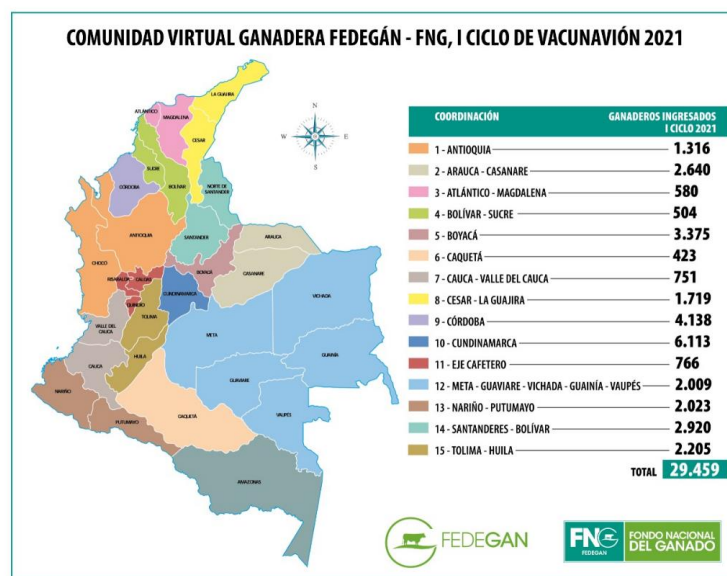 COMUNIDAD VIRTUAL GANADERA FEDEGÁN - FNG, I CICLO DE VACUNAVIÓN 2021
LA GUAJIRA
ATLÁNTICO
MAGDALENA
CESAR
SUCRE
CÓRDOBA
BOLÍVAR
NORTE DE
SANTANDER
ANTIOQUIA
SANTANDER
ARAUCA
CHOCÓ
BOYACÁ
CASANARE
RISARALDA
CALDAS
CUNDINAMARCA
VICHADA
QUINDÍO
TOLIMA
VALLE DEL
CAUCA
META
GUAINÍA
HUILA
CAUCA
GUAVIARE
NARIÑO
CAQUETÁ
VAUPÉS
PUTUMAYO
AMAZONAS
N
W
E
S
COORDINACIÓN GANADEROS INGRESADOS
I CICLO 2021
1 - ANTIOQUIA 1.316
2 - ARAUCA - CASANARE 2.640
3 - ATLÁNTICO - MAGDALENA 580
4 - BOLÍVAR - SUCRE 504
5 - BOYACÁ 3.375
6 - CAQUETÁ 423
7 - CAUCA - VALLE DEL CAUCA 751
8 - CESAR - LA GUAJIRA 1.719
9 - CÓRDOBA 4.138
10 - CUNDINAMARCA 6.113
11 - EJE CAFETERO 766
12 - META - GUAVIARE - VICHADA - GUAINÍA - VAUPÉS 2.009
13 - NARIÑO - PUTUMAYO 2.023
14 - SANTANDERES - BOLÍVAR 2.920
15 - TOLIMA - HUILA 2.205
TOTAL 29.459
FEDEGAN
FNG
FEDEGAN
FONDO NACIONAL
DEL GANADO